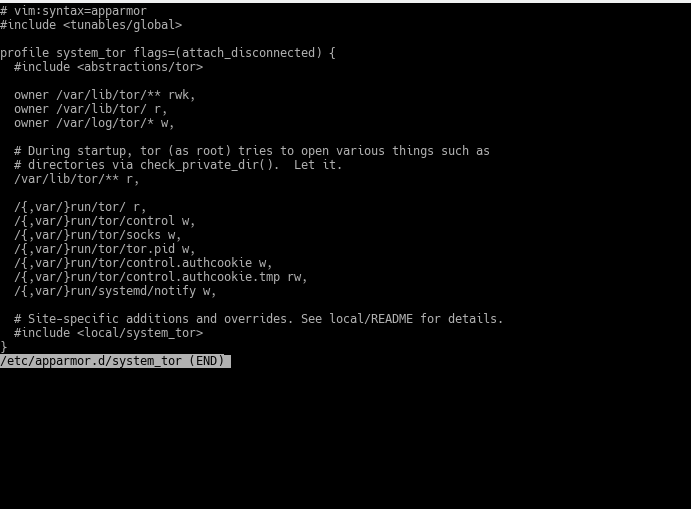 # vim:syntax=apparmor
#include <tunables/global>

profile system_tor flags=(attach_disconnected) {
  #include <abstractions/tor>

  owner /var/lib/tor/** rwk,
  owner /var/lib/tor/ r,
  owner /var/log/tor/* w,

  # During startup, tor (as root) tries to open various things such as
  # directories via check_private_dir().  Let it.
  /var/lib/tor/** r,

  /{,var/}run/tor/ r,
  /{,var/}run/tor/control w,
  /{,var/}run/tor/socks w,
  /{,var/}run/tor/tor.pid w,
  /{,var/}run/tor/control.authcookie w,
  /{,var/}run/tor/control.authcookie.tmp rw,
  /{,var/}run/systemd/notify w,

  # Site-specific additions and overrides. See local/README for details.
  #include <local/system_tor>
}
/etc/apparmor.d/system_tor (END)